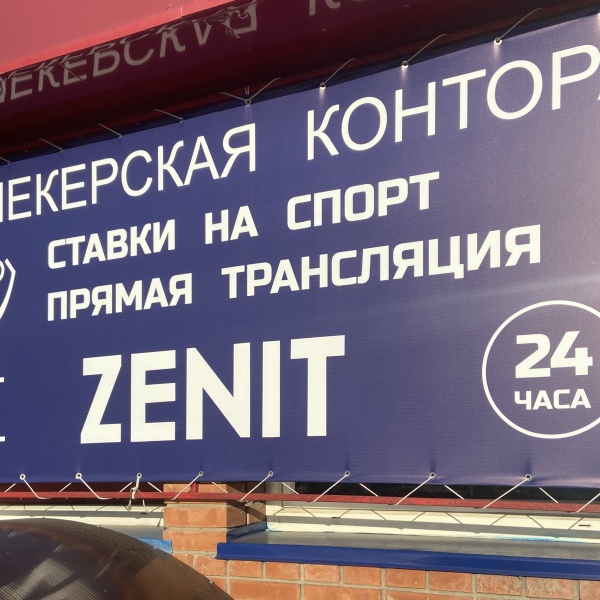 КОНТОРА
СТАВКИ НА СПОРТ
ПРЯМАЯ ТРАНСЛЯЦИЯ
ZENIT
24
ЧАСА